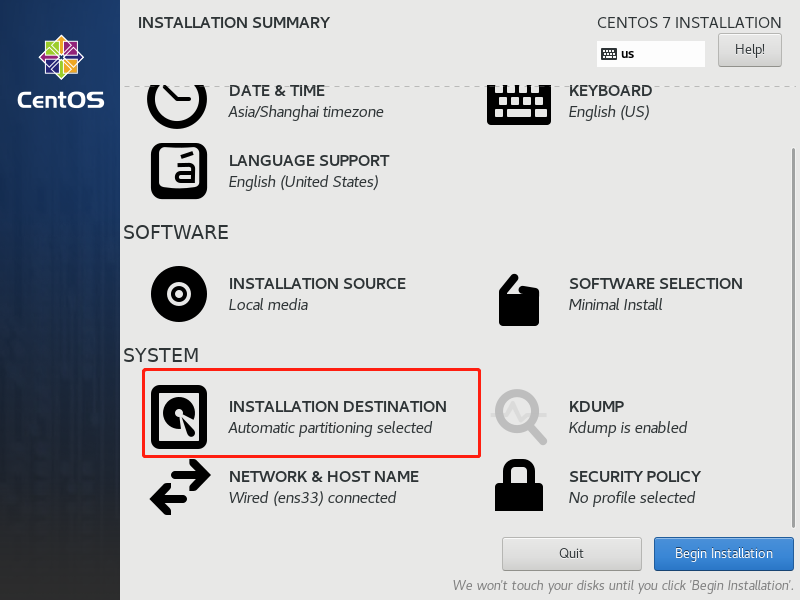 INSTALLATION SUMMARY
CENTOS 7 INSTALLATION
us
Help!
CentOS
DATE & TIME
Asia/Shanghai timezone
KEYBOARD
English (US)
á
LANGUAGE SUPPORT
English (United States)
SOFTWARE
INSTALLATION SOURCE
Local media
SOFTWARE SELECTION
Minimal Install
SYSTEM
INSTALLATION DESTINATION
Automatic partitioning selected
KDUMP
Kdump is enabled
NETWORK & HOST NAME
Wired (ens33) connected
SECURITY POLICY
No profile selected
Quit
Begin Installation
We won't touch your disks until you click 'Begin Installation'.